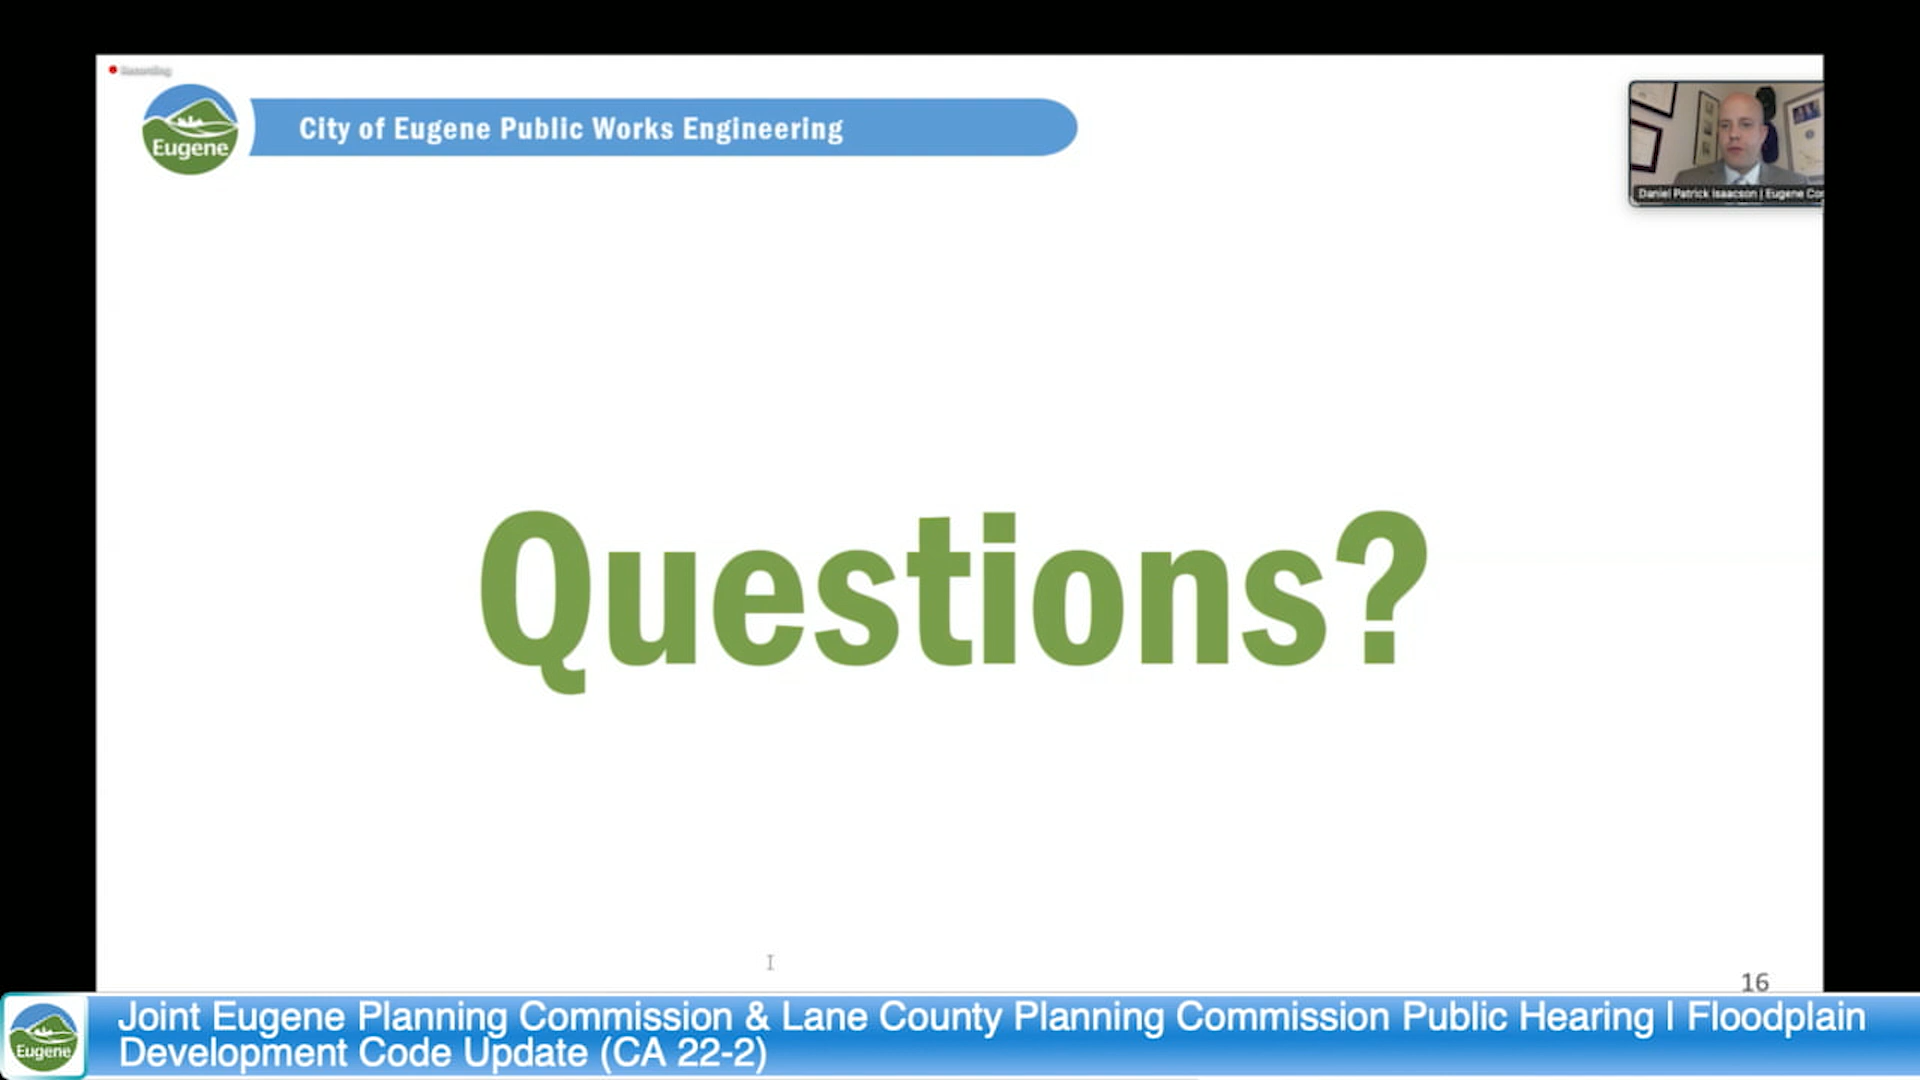 Recording
Eugene
City of Eugene Public Works Engineering
Daniel Patrick Isaacson | Eugene
Questions?
16
Eugene
Joint Eugene Planning Commission & Lane County Planning Commission Public Hearing | Floodplain
Development Code Update (CA 22-2)